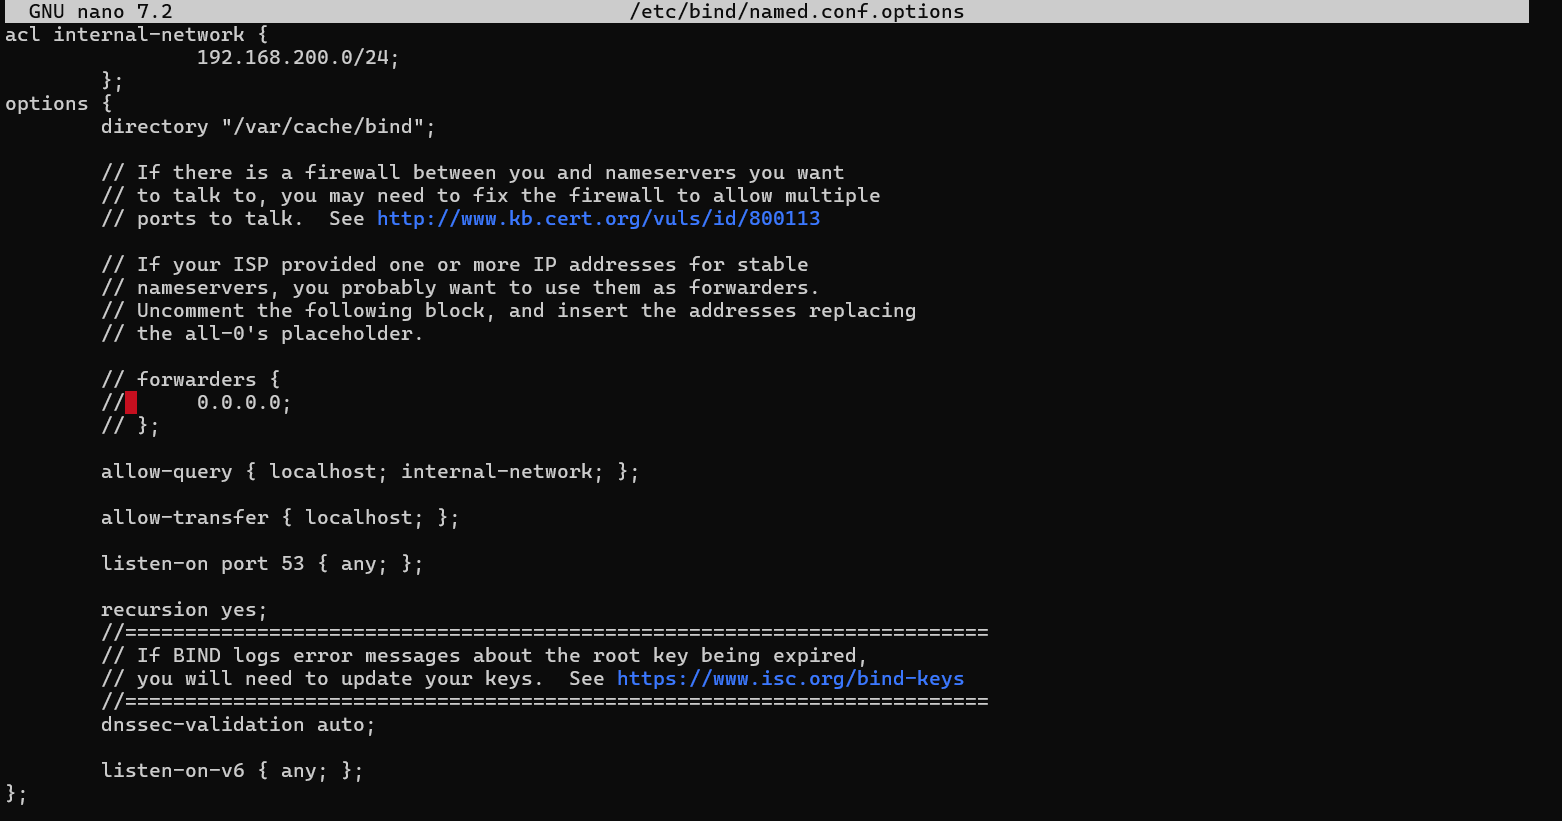 GNU nano 7.2 /etc/bind/named.conf.options
acl internal-network {
192.168.200.0/24;
};
options {
directory "/var/cache/bind";
// If there is a firewall between you and nameservers you want
// to talk to, you may need to fix the firewall to allow multiple
// ports to talk.  See http://www.kb.cert.org/vuls/id/800113
// If your ISP provided one or more IP addresses for stable
// nameservers, you probably want to use them as forwarders.
// Uncomment the following block, and insert the addresses replacing
// the all-0's placeholder.
// forwarders {
//      0.0.0.0;
// };
allow-query { localhost; internal-network; };
allow-transfer { localhost; };
listen-on port 53 { any; };
recursion yes;
//========================================================================
// If BIND logs error messages about the root key being expired,
// you will need to update your keys.  See https://www.isc.org/bind-keys
//========================================================================
dnssec-validation auto;
listen-on-v6 { any; };
};